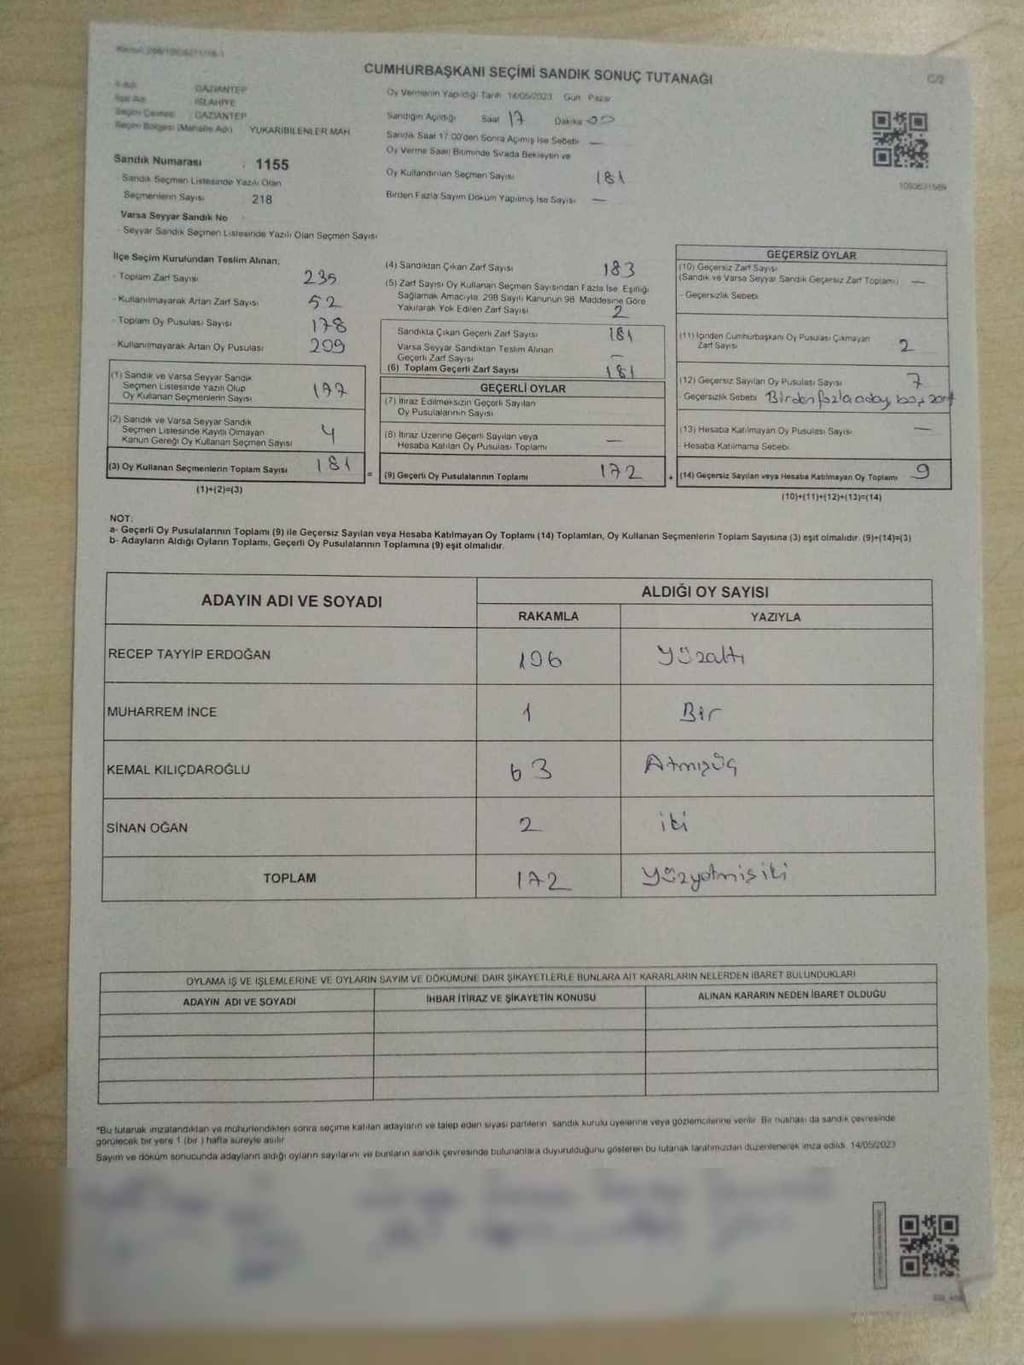 CUMHURBAŞKANI SEÇİMİ SANDIK SONUÇ TUTANAĞI
C/2
GAZİANTEP
İSLAHİYE
GAZİANTEP
Seçim Bölgesi (Mahalle Adı) YUKARIBİLENLER MAH
Sandık Numarası : 1155
Sandık Seçmen Listesinde Yazılı Olan
Seçmenlerin Sayısı 218
Varsa Seyyar Sandık No
Seyyar Sandık Seçmen Listesinde Yazılı Olan Seçmen Sayısı
Oy Vermenin Yapıldığı Tarih 14/05/2023 Gün Pazar
Sandığın Açıldığı Saat 17 Dakika 00
Sandık Saat 17:00'den Sonra Açılmış İse Sebebi —
Oy Verme Saati Bitiminde Sırada Bekleyen ve
Oy Kullandırılan Seçmen Sayısı 181
Birden Fazla Sayım Döküm Yapılmış İse Sayısı —
İlçe Seçim Kurulundan Teslim Alınan;
- Toplam Zarf Sayısı 235
- Kullanılmayarak Artan Zarf Sayısı 52
- Toplam Oy Pusulası Sayısı
- Kullanılmayarak Artan Oy Pusulası 209
(1) Sandık ve Varsa Seyyar Sandık
Seçmen Listesinde Yazılı Olup
Oy Kullanan Seçmenlerin Sayısı 177
(2) Sandık ve Varsa Seyyar Sandık
Seçmen Listesinde Kayıtlı Olmayan
Kanun Gereği Oy Kullanan Seçmen Sayısı 4
(3) Oy Kullanan Seçmenlerin Toplam Sayısı 181
(1)+(2)=(3)
(4) Sandıktan Çıkan Zarf Sayısı 183
(5) Zarf Sayısı Oy Kullanan Seçmen Sayısından Fazla İse, Eşitliği
Sağlamak Amacıyla, 298 Sayılı Kanunun 98. Maddesine Göre
Yakılarak Yok Edilen Zarf Sayısı 2
Sandıkta Çıkan Geçerli Zarf Sayısı 181
Varsa Seyyar Sandıktan Teslim Alınan
Geçerli Zarf Sayısı —
(6) Toplam Geçerli Zarf Sayısı 181
GEÇERLİ OYLAR
(7) İtiraz Edilmeksizin Geçerli Sayılan
Oy Pusulalarının Sayısı
(8) İtiraz Üzerine Geçerli Sayılan veya
Hesaba Katılan Oy Pusulası Toplamı —
= (9) Geçerli Oy Pusulalarının Toplamı 172
GEÇERSİZ OYLAR
(10) Geçersiz Zarf Sayısı
(Sandık ve Varsa Seyyar Sandık Geçersiz Zarf Toplamı) —
- Geçersizlik Sebebi
(11) İçinden Cumhurbaşkanı Oy Pusulası Çıkmayan
Zarf Sayısı 2
(12) Geçersiz Sayılan Oy Pusulası Sayısı 7
Geçersizlik Sebebi Birden fazla aday, boş zarf
(13) Hesaba Katılmayan Oy Pusulası Sayısı —
- Hesaba Katılmama Sebebi
+ (14) Geçersiz Sayılan veya Hesaba Katılmayan Oy Toplamı 9
(10)+(11)+(12)+(13)=(14)
NOT:
a- Geçerli Oy Pusulalarının Toplamı (9) ile Geçersiz Sayılan veya Hesaba Katılmayan Oy Toplamı (14) Toplamları, Oy Kullanan Seçmenlerin Toplam Sayısına (3) eşit olmalıdır. (9)+(14)=(3)
b- Adayların Aldığı Oyların Toplamı, Geçerli Oy Pusulalarının Toplamına (9) eşit olmalıdır.
ADAYIN ADI VE SOYADI
ALDIĞI OY SAYISI
RAKAMLA YAZIYLA
RECEP TAYYİP ERDOĞAN 106 Yüzaltı
MUHARREM İNCE 1 Bir
KEMAL KILIÇDAROĞLU 63 Atmışüç
SİNAN OĞAN 2 iki
TOPLAM 172 Yüzyetmişiki
OYLAMA İŞ VE İŞLEMLERİNE VE OYLARIN SAYIM VE DÖKÜMÜNE DAİR ŞİKAYETLERLE BUNLARA AİT KARARLARIN NELERDEN İBARET BULUNDUKLARI
ADAYIN ADI VE SOYADI İHBAR İTİRAZ VE ŞİKAYETİN KONUSU ALINAN KARARIN NEDEN İBARET OLDUĞU
*Bu tutanak imzalandıktan ve mühürlendikten sonra seçime katılan adayların ve talep eden siyasi partilerin sandık kurulu üyelerine veya gözlemcilerine verilir. Bir nüshası da sandık çevresinde
görülecek bir yere 1 (bir ) hafta süreyle asılır
Sayım ve döküm sonucunda adayların aldığı oyların sayılarını ve bunların sandık çevresinde bulunanlara duyurulduğunu gösteren bu tutanak tarafımızdan düzenlenerek imza edildi. 14/05/2023